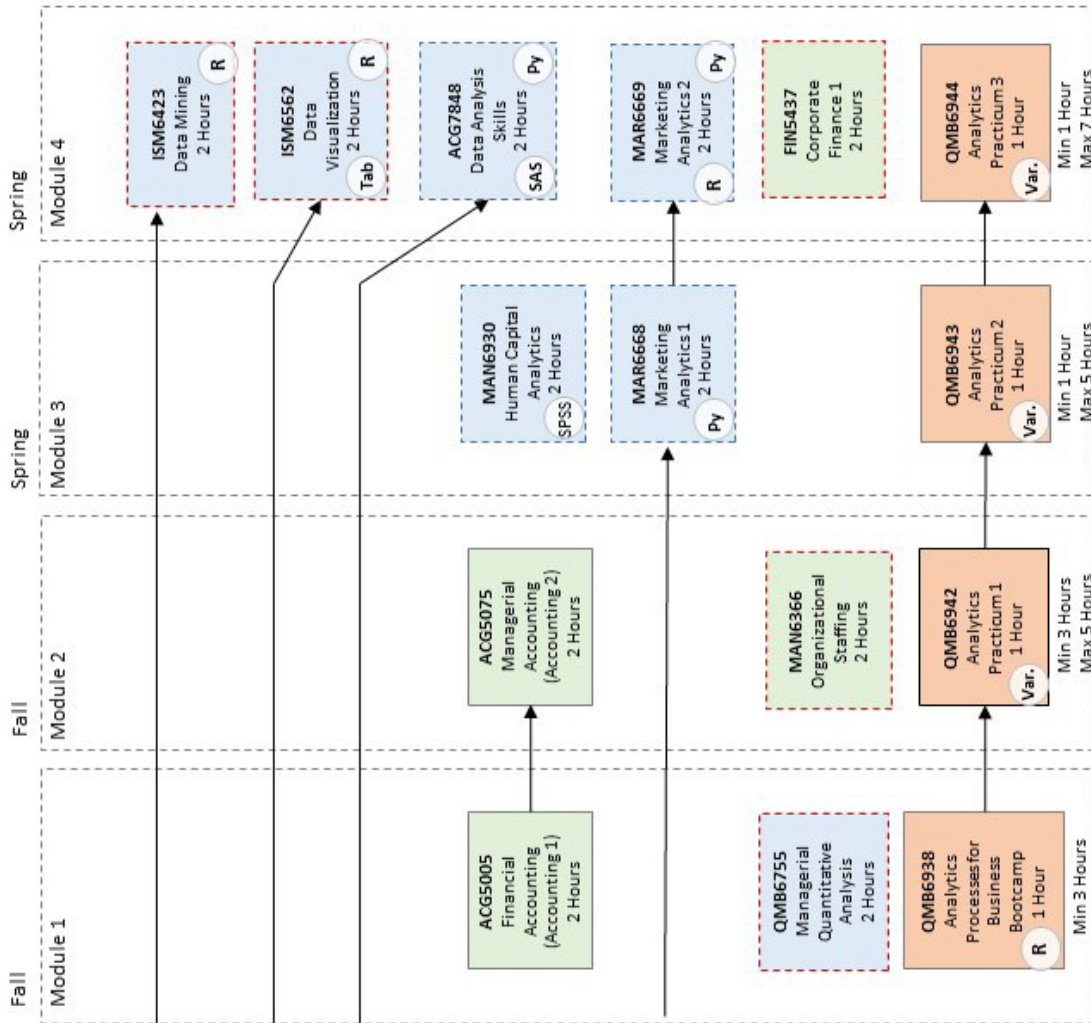 Fall
Module 1
ACG5005
Financial
Accounting
(Accounting 1)
2 Hours
QMB6755
Managerial
Quantitative
Analysis
2 Hours
QMB6938
Analytics
Processes for
Business
Bootcamp
1 Hour
R
Min 3 Hours
Fall
Module 2
ACG5075
Managerial
Accounting
(Accounting 2)
2 Hours
MAN6366
Organizational
Staffing
2 Hours
QMB6942
Analytics
Practicum 1
1 Hour
Var.
Min 3 Hours
Max 5 Hours
Spring
Module 3
MAN6930
Human Capital
Analytics
2 Hours
SPSS
MAR6668
Marketing
Analytics 1
2 Hours
Py
QMB6943
Analytics
Practicum 2
1 Hour
Var.
Min 1 Hour
Max 5 Hours
Spring
Module 4
ISM6423
Data Mining
2 Hours
R
ISM6562
Data
Visualization
2 Hours
Tab
R
ACG7848
Data Analysis
Skills
2 Hours
SAS
Py
MAR6669
Marketing
Analytics 2
2 Hours
R
Py
FIN5437
Corporate
Finance 1
2 Hours
QMB6944
Analytics
Practicum 3
1 Hour
Var.
Min 1 Hour
Max 7 Hours